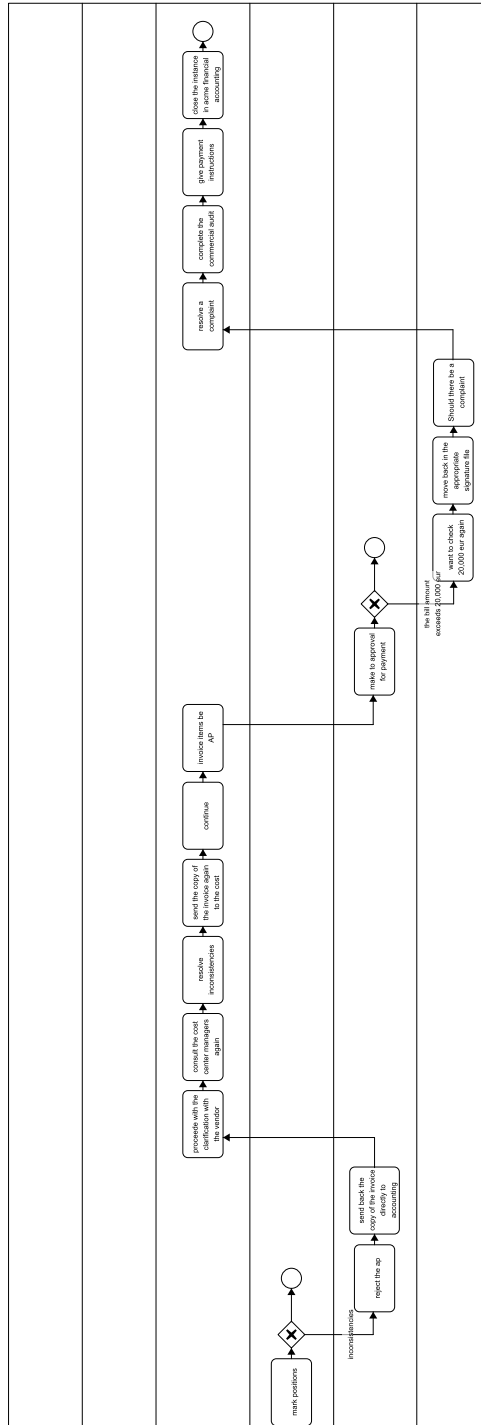 mark positions
inconsistencies
reject the ap
send back the
copy of the invoice
directly to
accounting
proceede with the
clarification with
the vendor
consult the cost
center managers
again
resolve
inconsistencies
send the copy of
the invoice again
to the cost
continue
invoice items be
AP
make to approval
for payment
the bill amount
exceeds 20,000 eur
want to check
20,000 eur again
move back in the
appropriate
signature file
Should there be a
complaint
resolve a
complaint
complete the
commercial audit
give payment
instructions
close the instance
in acme financial
accounting